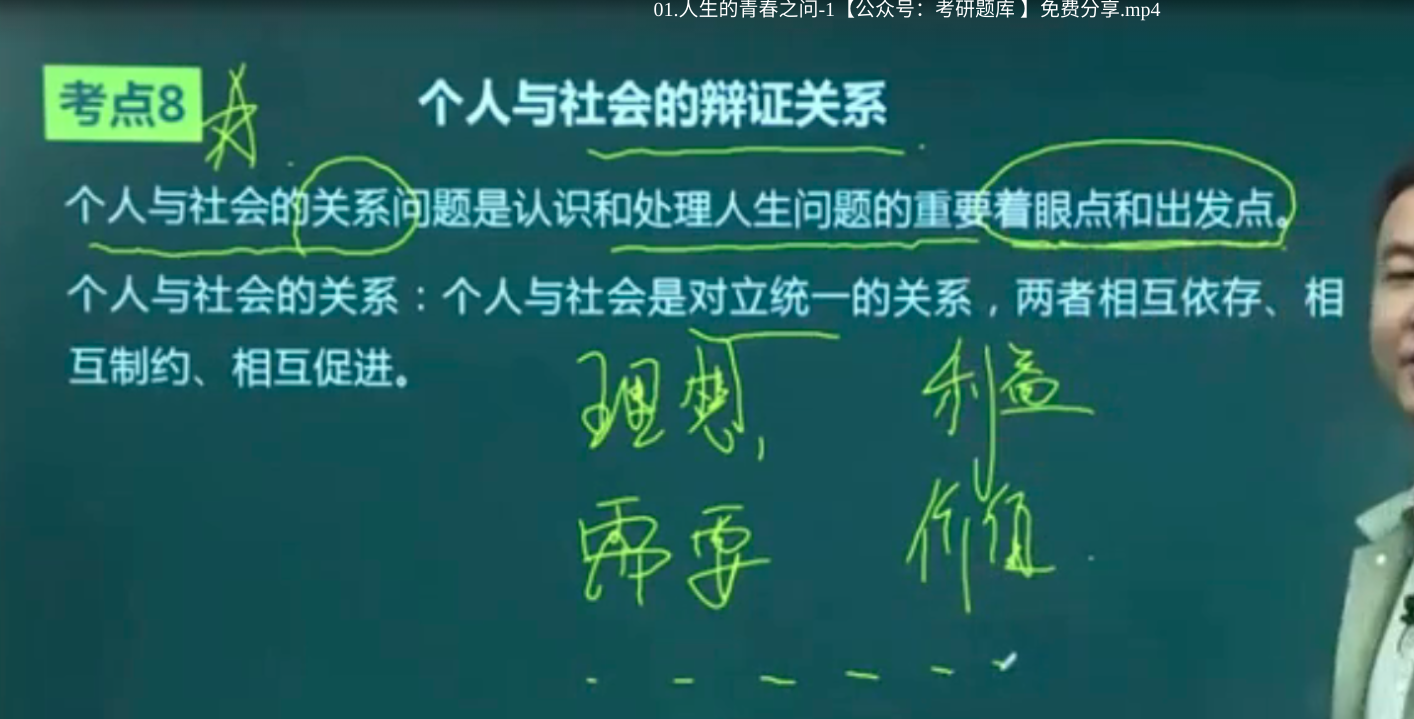 01.人生的青春之问-1【公众号：考研题库 】免费分享.mp4
考点8
个人与社会的辩证关系
个人与社会的关系问题是认识和处理人生问题的重要着眼点和出发点。
个人与社会的关系：个人与社会是对立统一的关系，两者相互依存、相
互制约、相互促进。
理想， 利益
需要 价值